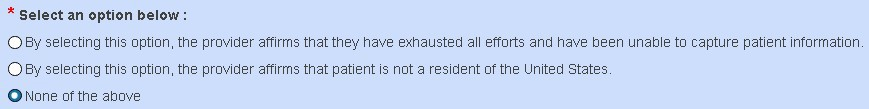 * Select an option below :
By selecting this option, the provider affirms that they have exhausted all efforts and have been unable to capture patient information.
By selecting this option, the provider affirms that patient is not a resident of the United States.
None of the above